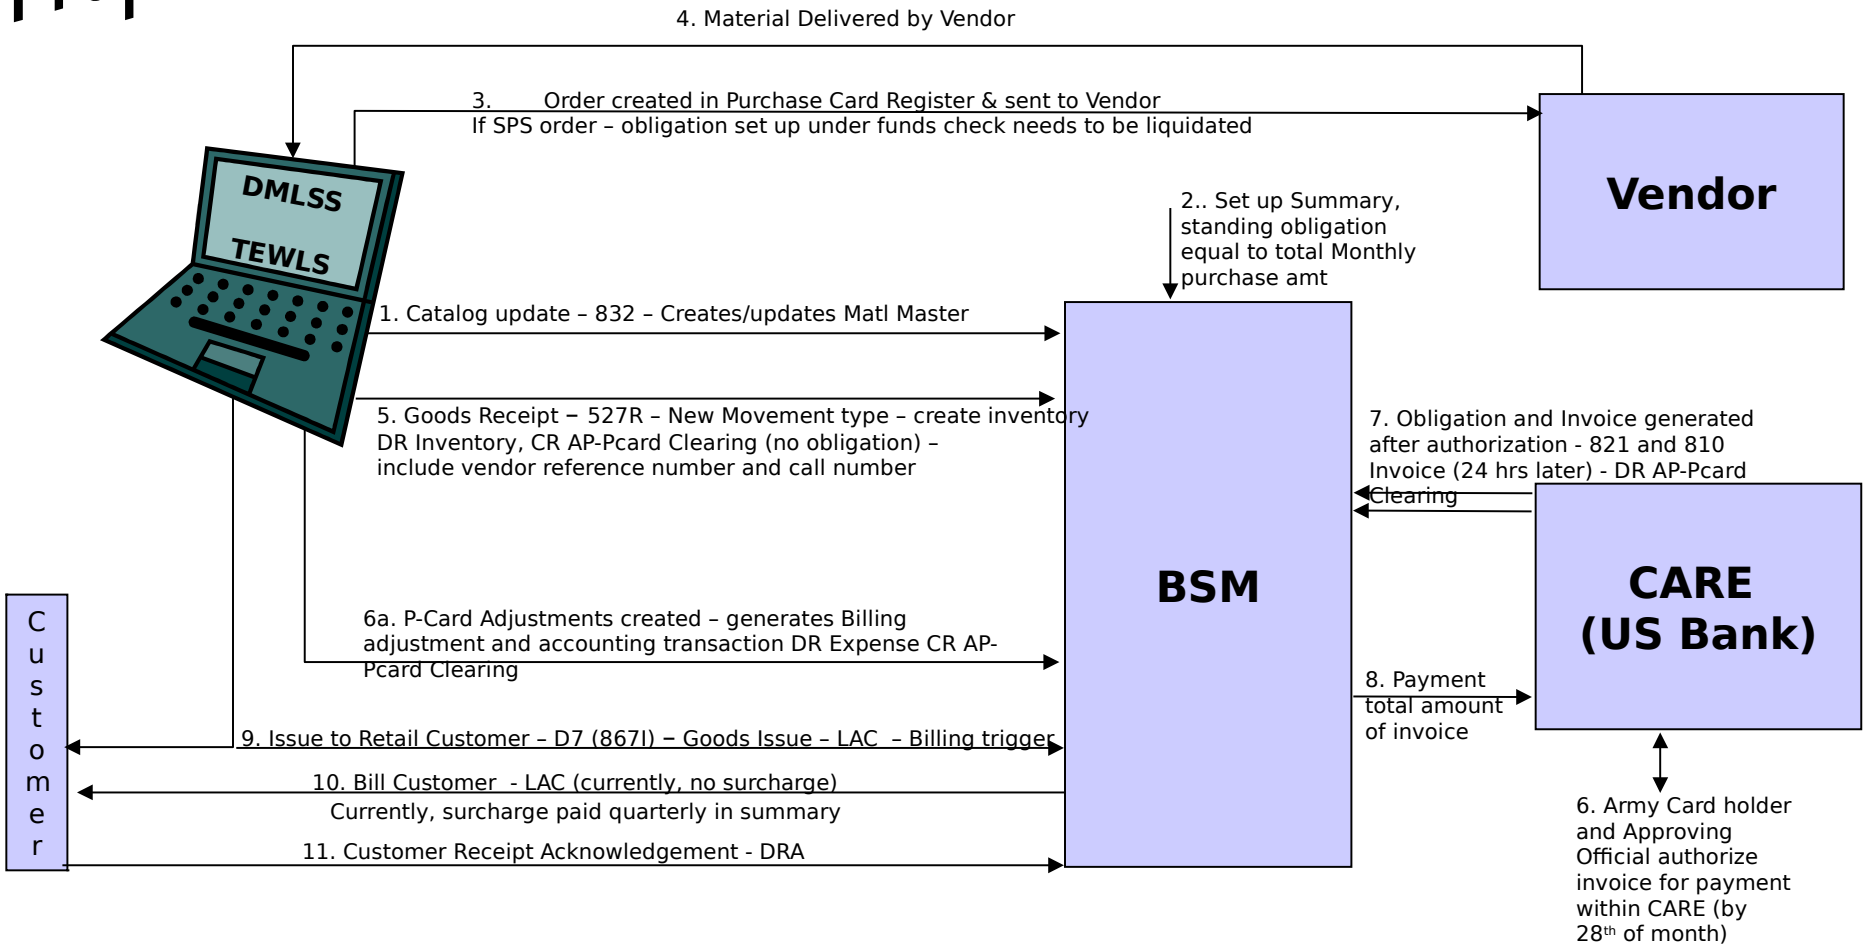 4. Material Delivered by Vendor
3. Order created in Purchase Card Register & sent to Vendor
If SPS order – obligation set up under funds check needs to be liquidated
DMLSS
TEWLS
Vendor
2.. Set up Summary,
standing obligation
equal to total Monthly
purchase amt
1. Catalog update – 832 – Creates/updates Matl Master
5. Goods Receipt – 527R – New Movement type – create inventory
DR Inventory, CR AP-Pcard Clearing (no obligation) –
include vendor reference number and call number
7. Obligation and Invoice generated
after authorization - 821 and 810
Invoice (24 hrs later) - DR AP-Pcard
Clearing
BSM
CARE
(US Bank)
6a. P-Card Adjustments created – generates Billing
adjustment and accounting transaction DR Expense CR AP-
Pcard Clearing
8. Payment
total amount
of invoice
Customer
9. Issue to Retail Customer – D7 (867I) – Goods Issue – LAC – Billing trigger
10. Bill Customer - LAC (currently, no surcharge)
Currently, surcharge paid quarterly in summary
11. Customer Receipt Acknowledgement - DRA
6. Army Card holder
and Approving
Official authorize
invoice for payment
within CARE (by
28th of month)